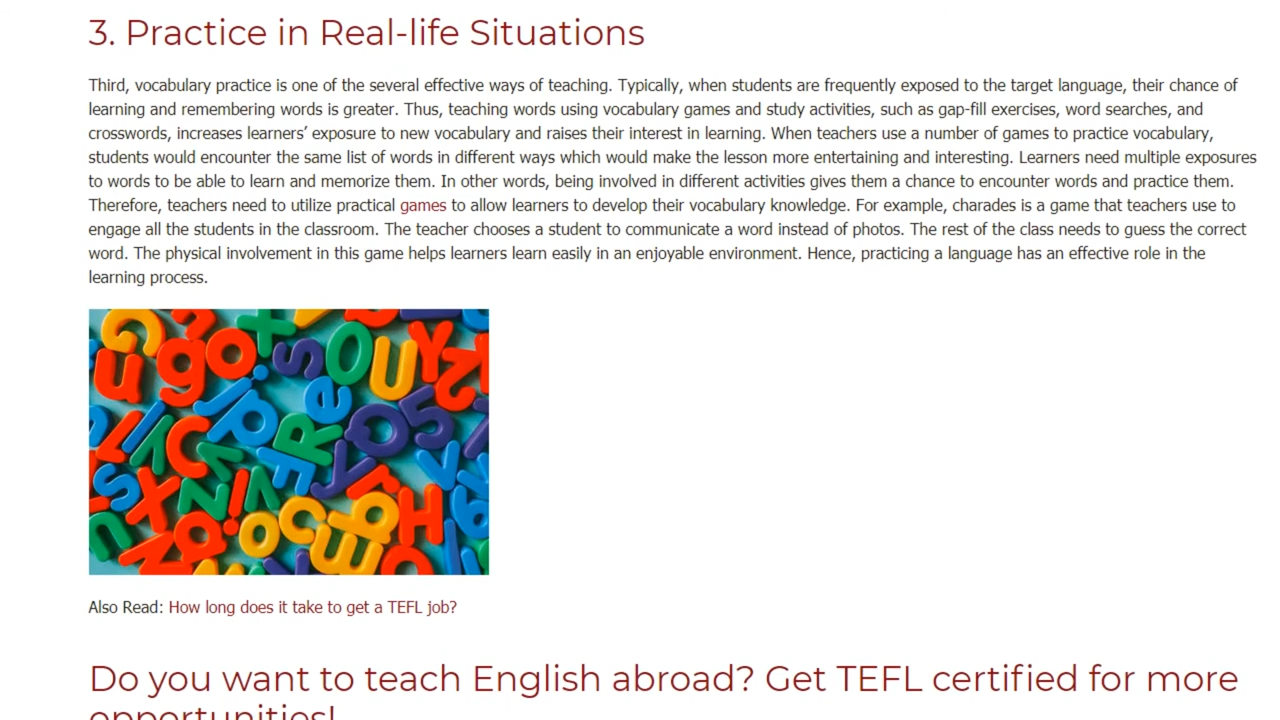 3. Practice in Real-life Situations
Third, vocabulary practice is one of the several effective ways of teaching. Typically, when students are frequently exposed to the target language, their chance of
learning and remembering words is greater. Thus, teaching words using vocabulary games and study activities, such as gap-fill exercises, word searches, and
crosswords, increases learners’ exposure to new vocabulary and raises their interest in learning. When teachers use a number of games to practice vocabulary,
students would encounter the same list of words in different ways which would make the lesson more entertaining and interesting. Learners need multiple exposures
to words to be able to learn and memorize them. In other words, being involved in different activities gives them a chance to encounter words and practice them.
Therefore, teachers need to utilize practical games to allow learners to develop their vocabulary knowledge. For example, charades is a game that teachers use to
engage all the students in the classroom. The teacher chooses a student to communicate a word instead of photos. The rest of the class needs to guess the correct
word. The physical involvement in this game helps learners learn easily in an enjoyable environment. Hence, practicing a language has an effective role in the
learning process.
Also Read: How long does it take to get a TEFL job?
Do you want to teach English abroad? Get TEFL certified for more
opportunities!